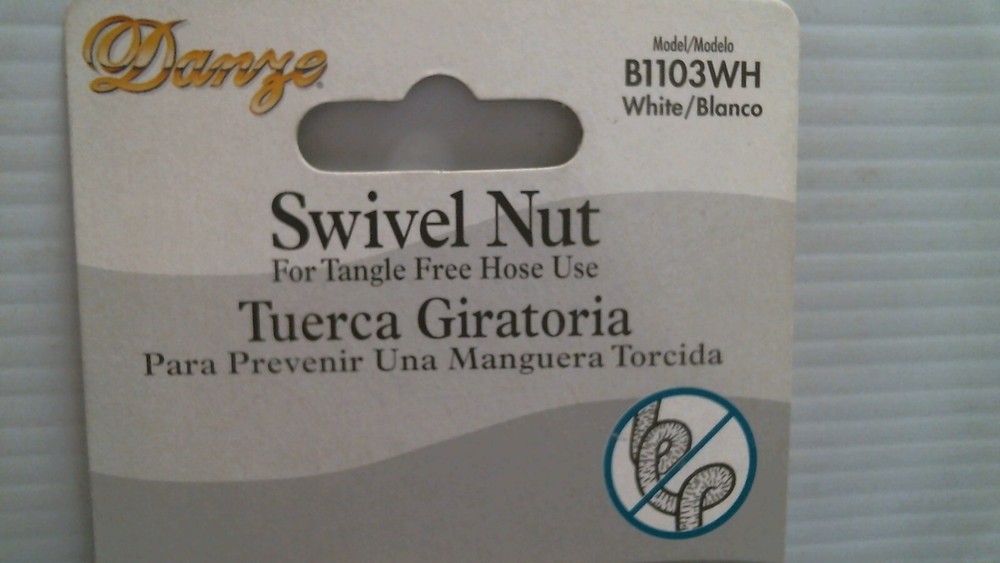 Danze
Model/Modelo
B1103WH
White/Blanco
Swivel Nut
For Tangle Free Hose Use
Tuerca Giratoria
Para Prevenir Una Manguera Torcida